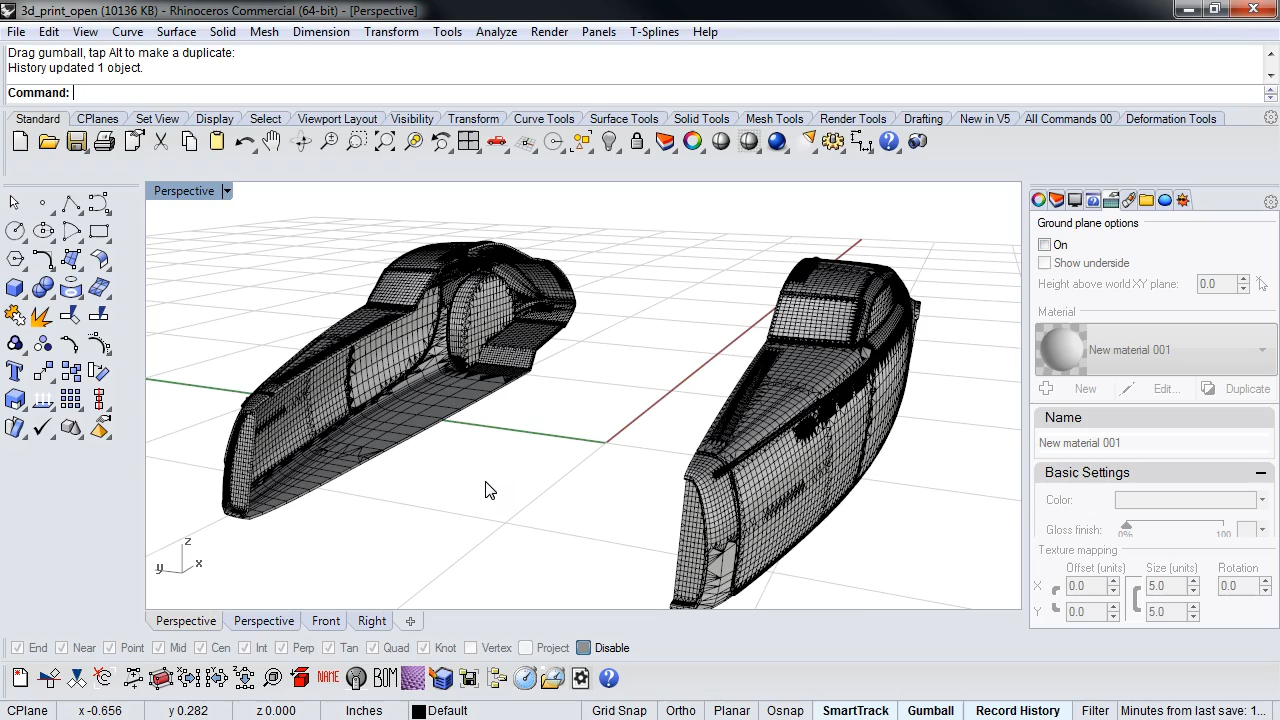 3d_print_open (10136 KB) - Rhinoceros Commercial (64-bit) - [Perspective]
File Edit View Curve Surface Solid Mesh Dimension Transform Tools Analyze Render Panels T-Splines Help
Drag gumball, tap Alt to make a duplicate:
History updated 1 object.
Command:
Standard CPlanes Set View Display Select Viewport Layout Visibility Transform Curve Tools Surface Tools Solid Tools Mesh Tools Render Tools Drafting New in V5 All Commands 00 Deformation Tools
Perspective
Ground plane options
On
Show underside
Height above world XY plane: 0.0
Material
New material 001
New Edit... Duplicate
Name
New material 001
Basic Settings
Color:
Gloss finish: 0% 100
Texture mapping
Offset (units) Size (units) Rotation
X 0.0 5.0 0.0
Y 0.0 5.0
z
y x
Perspective Perspective Front Right
End Near Point Mid Cen Int Perp Tan Quad Knot Vertex Project Disable
NAME BOM
CPlane x -0.656 y 0.282 z 0.000 Inches Default Grid Snap Ortho Planar Osnap SmartTrack Gumball Record History Filter Minutes from last save: 1...